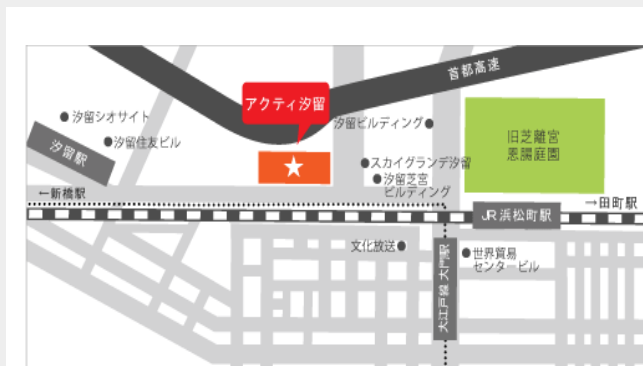 首都高速
アクティ汐留
汐留シオサイト
汐留ビルディング
汐留住友ビル
旧芝離宮
恩賜庭園
汐留駅
スカイグランデ汐留
汐留芝宮
ビルディング
←新橋駅
→田町駅
JR浜松町駅
文化放送
世界貿易
センタービル
大江戸線 大門駅